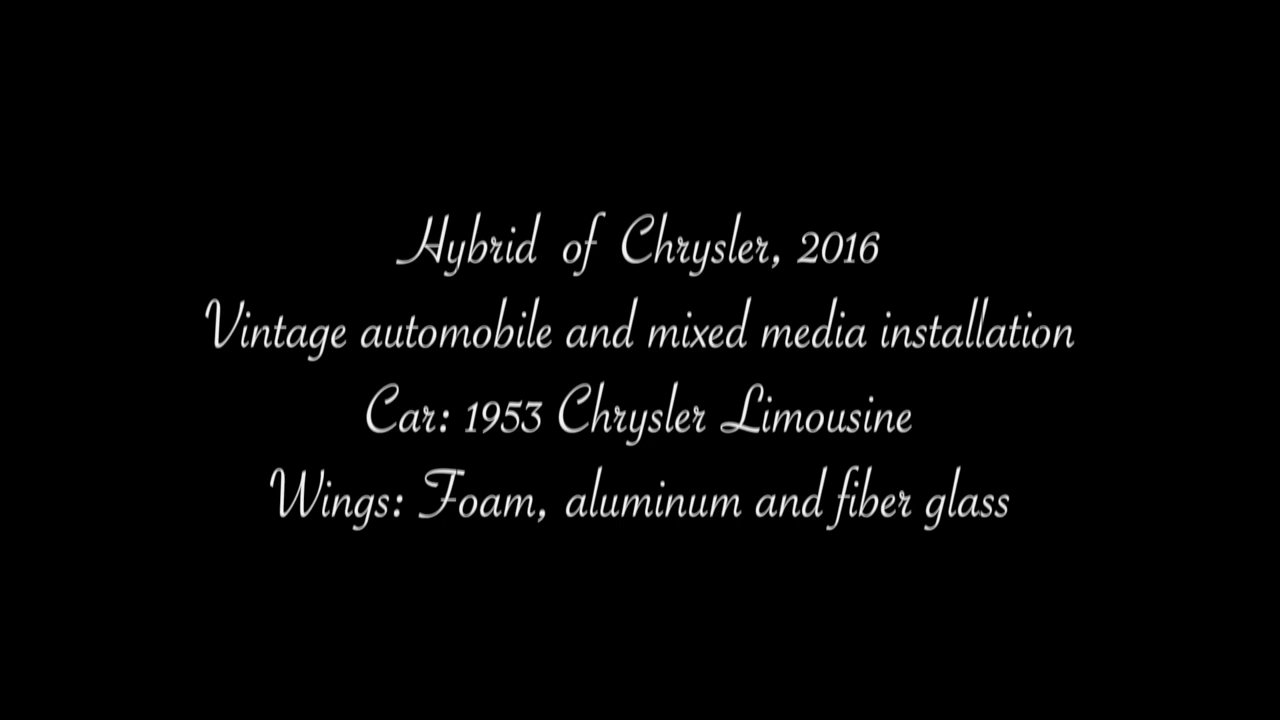 Hybrid of Chrysler, 2016
Vintage automobile and mixed media installation
Car: 1953 Chrysler Limousine
Wings: Foam, aluminum and fiber glass